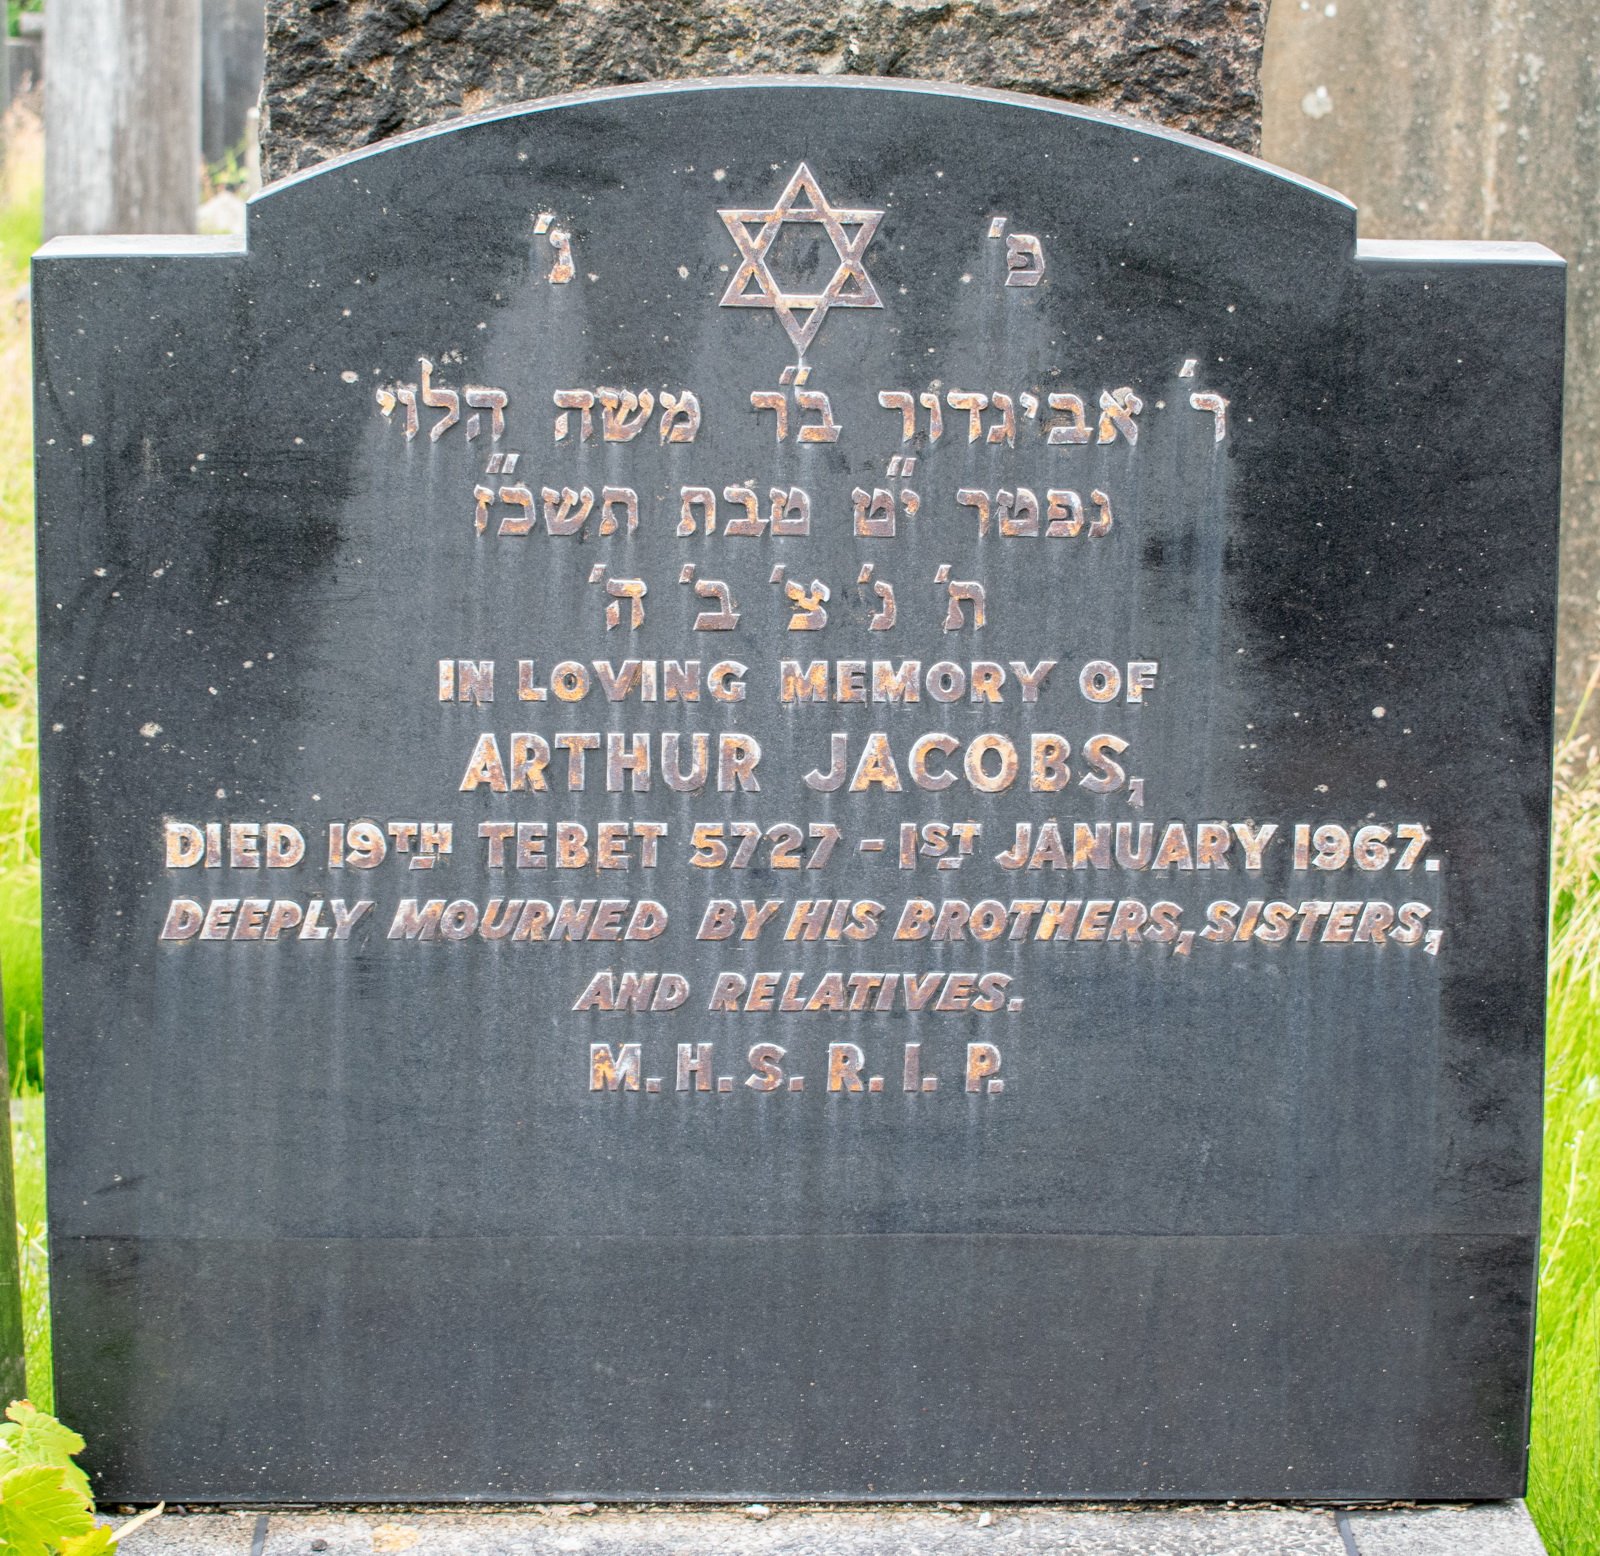 פ' נ'
ר' אביגדור ב"ר משה הלוי
נפטר י"ט טבת תשכ"ז
ת' נ' צ' ב' ה'
IN LOVING MEMORY OF
ARTHUR JACOBS,
DIED 19TH TEBET 5727 - 1ST JANUARY 1967.
DEEPLY MOURNED BY HIS BROTHERS, SISTERS,
AND RELATIVES.
M.H.S.R.I.P.